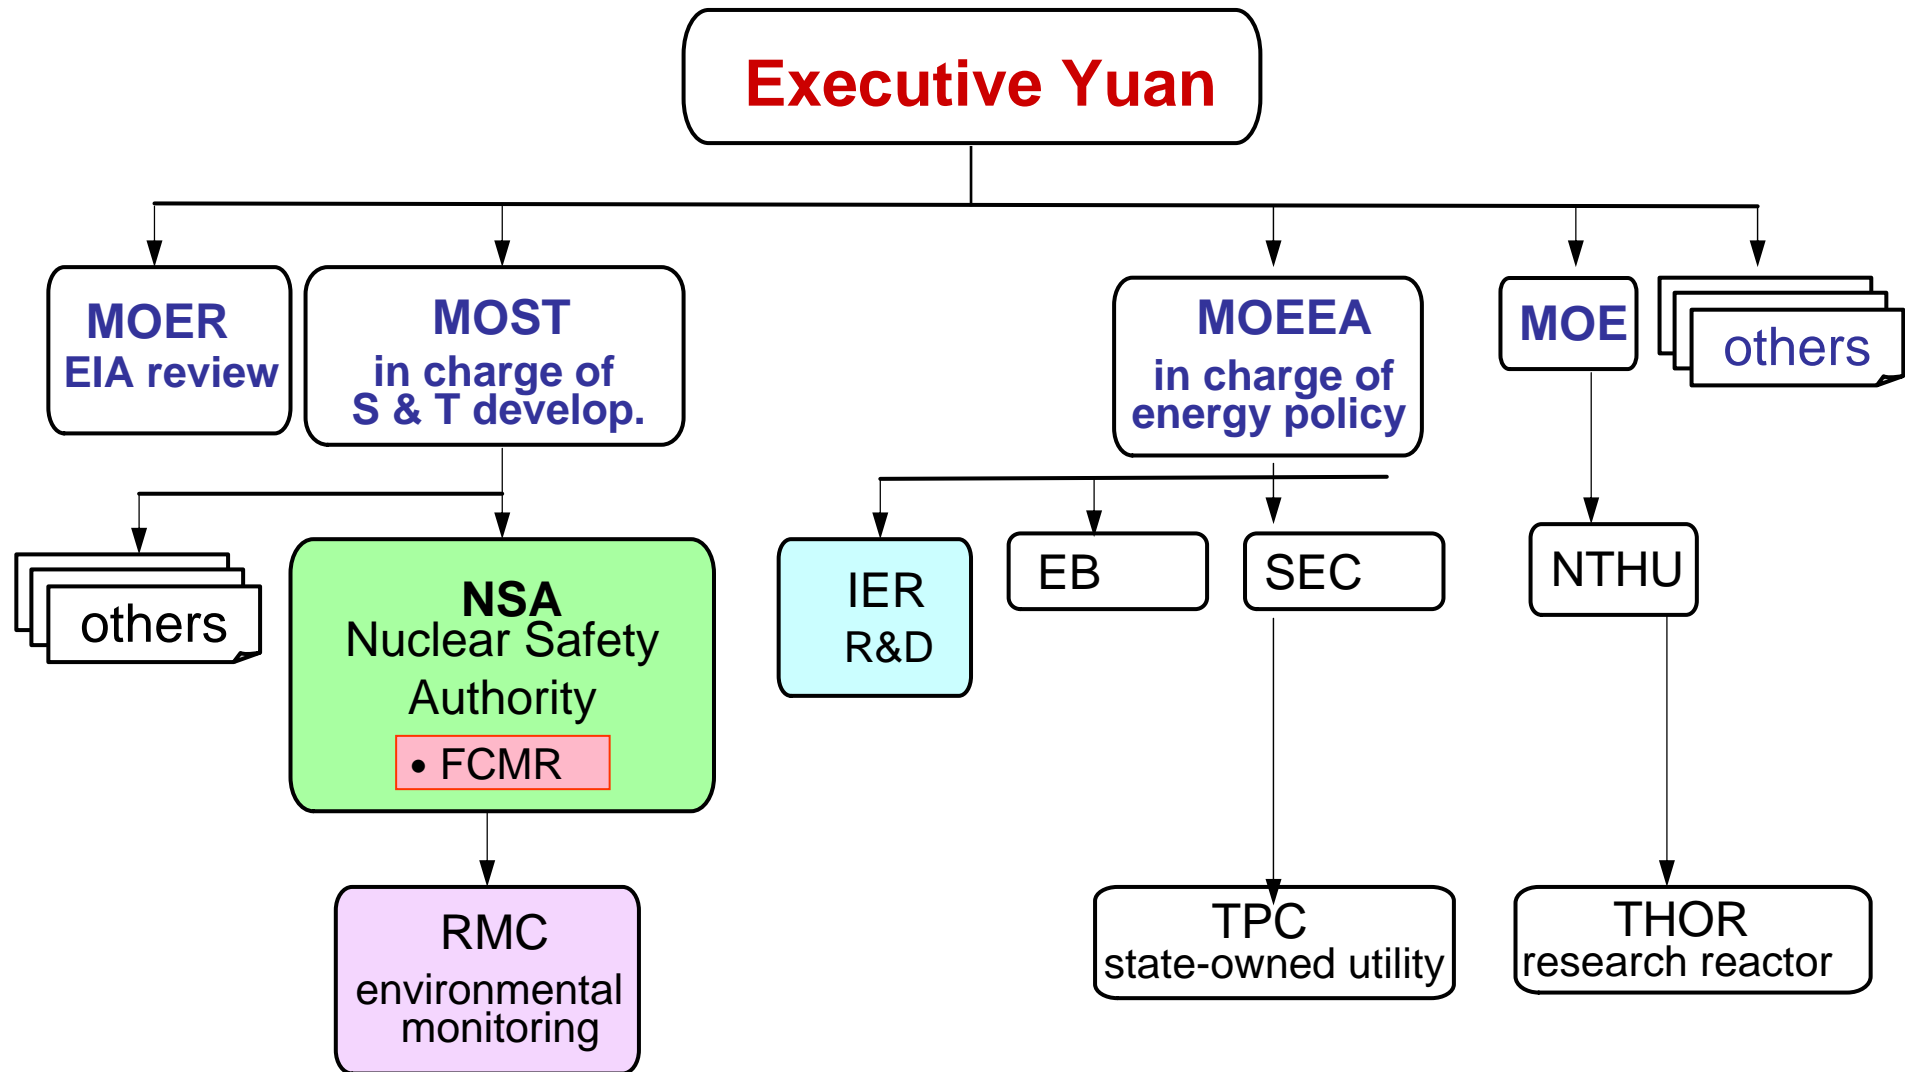 Executive Yuan
MOER
EIA review
MOST
in charge of
S & T develop.
MOEEA
in charge of
energy policy
MOE
others
others
NSA
Nuclear Safety
Authority
• FCMR
IER
R&D
EB
SEC
NTHU
RMC
environmental
monitoring
TPC
state-owned utility
THOR
research reactor